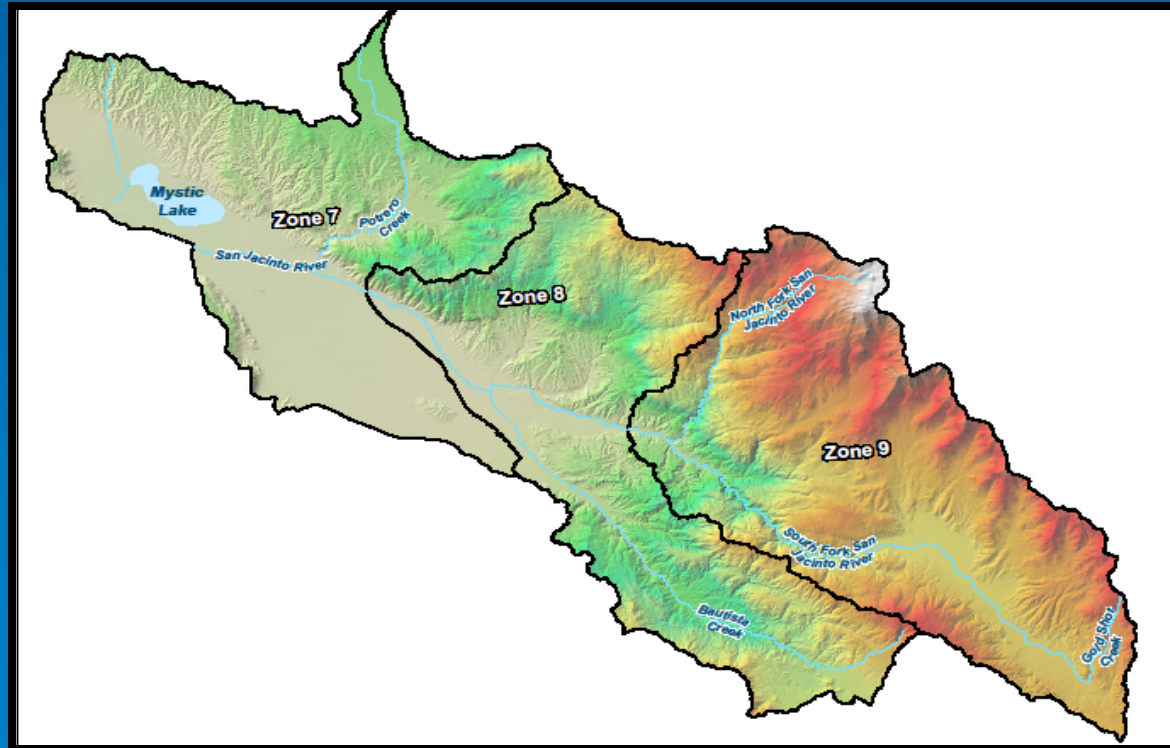 Mystic
Lake
Zone 7
Potrero
Creek
San Jacinto River
Zone 8
North Fork San
Jacinto River
Zone 9
South Fork San
Jacinto River
Bautista
Creek
Gold Shot
Creek